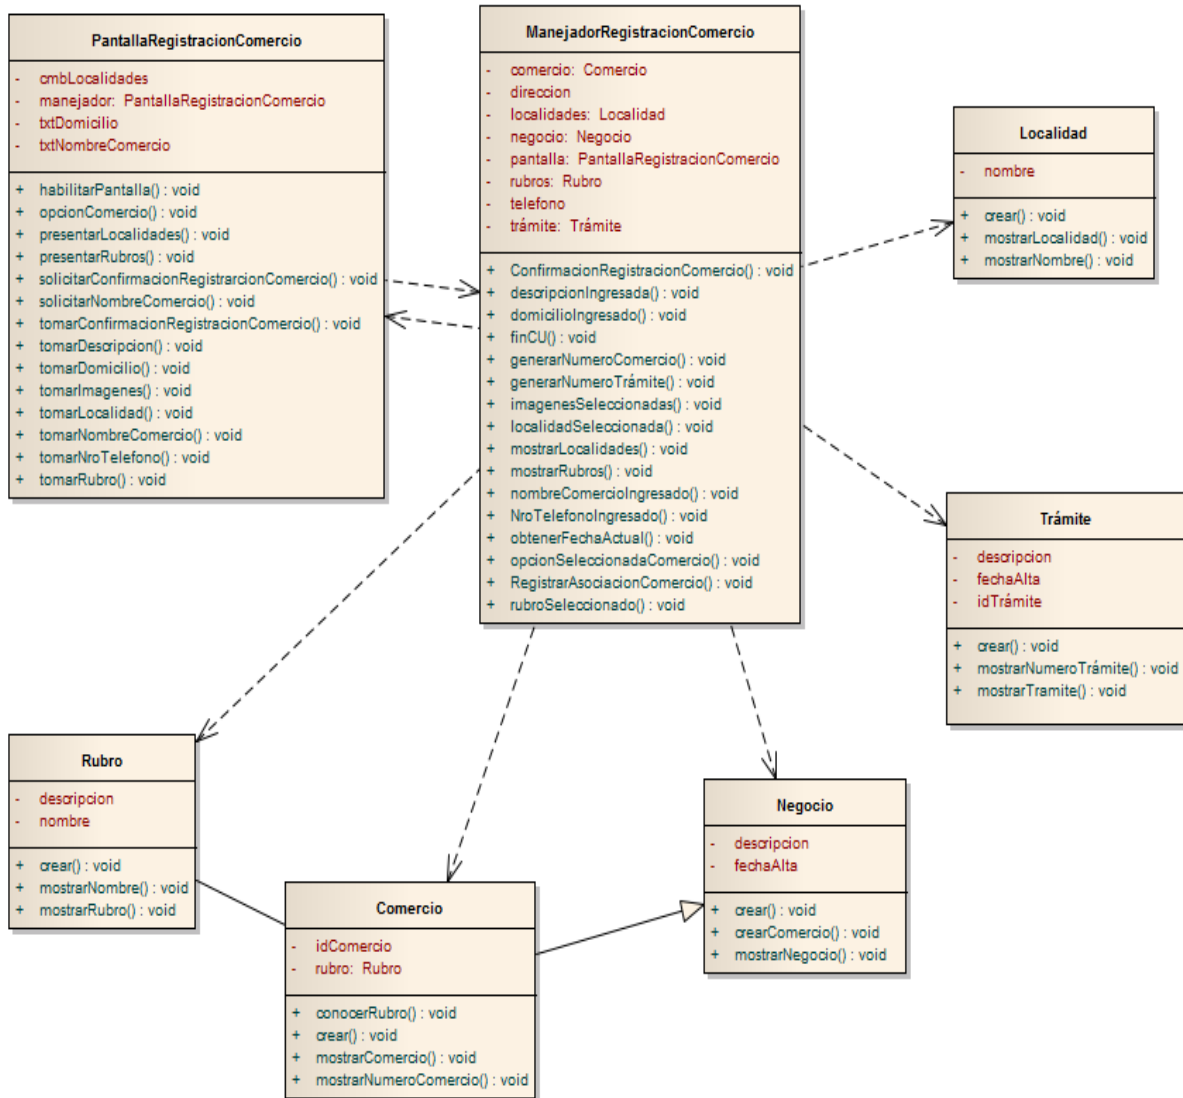 PantallaRegistracionComercio
- cmbLocalidades
- manejador: PantallaRegistracionComercio
- txtDomicilio
- txtNombreComercio
+ habilitarPantalla() : void
+ opcionComercio() : void
+ presentarLocalidades() : void
+ presentarRubros() : void
+ solicitarConfirmacionRegistrarcionComercio() : void
+ solicitarNombreComercio() : void
+ tomarConfirmacionRegistracionComercio() : void
+ tomarDescripcion() : void
+ tomarDomicilio() : void
+ tomarImagenes() : void
+ tomarLocalidad() : void
+ tomarNombreComercio() : void
+ tomarNroTelefono() : void
+ tomarRubro() : void
ManejadorRegistracionComercio
- comercio: Comercio
- direccion
- localidades: Localidad
- negocio: Negocio
- pantalla: PantallaRegistracionComercio
- rubros: Rubro
- telefono
- trámite: Trámite
+ ConfirmacionRegistracionComercio() : void
+ descripcionIngresada() : void
+ domicilioIngresado() : void
+ finCU() : void
+ generarNumeroComercio() : void
+ generarNumeroTrámite() : void
+ imagenesSeleccionadas() : void
+ localidadSeleccionada() : void
+ mostrarLocalidades() : void
+ mostrarRubros() : void
+ nombreComercioIngresado() : void
+ NroTelefonoIngresado() : void
+ obtenerFechaActual() : void
+ opcionSeleccionadaComercio() : void
+ RegistrarAsociacionComercio() : void
+ rubroSeleccionado() : void
Localidad
- nombre
+ crear() : void
+ mostrarLocalidad() : void
+ mostrarNombre() : void
Trámite
- descripcion
- fechaAlta
- idTrámite
+ crear() : void
+ mostrarNumeroTrámite() : void
+ mostrarTramite() : void
Rubro
- descripcion
- nombre
+ crear() : void
+ mostrarNombre() : void
+ mostrarRubro() : void
Comercio
- idComercio
- rubro: Rubro
+ conocerRubro() : void
+ crear() : void
+ mostrarComercio() : void
+ mostrarNumeroComercio() : void
Negocio
- descripcion
- fechaAlta
+ crear() : void
+ crearComercio() : void
+ mostrarNegocio() : void